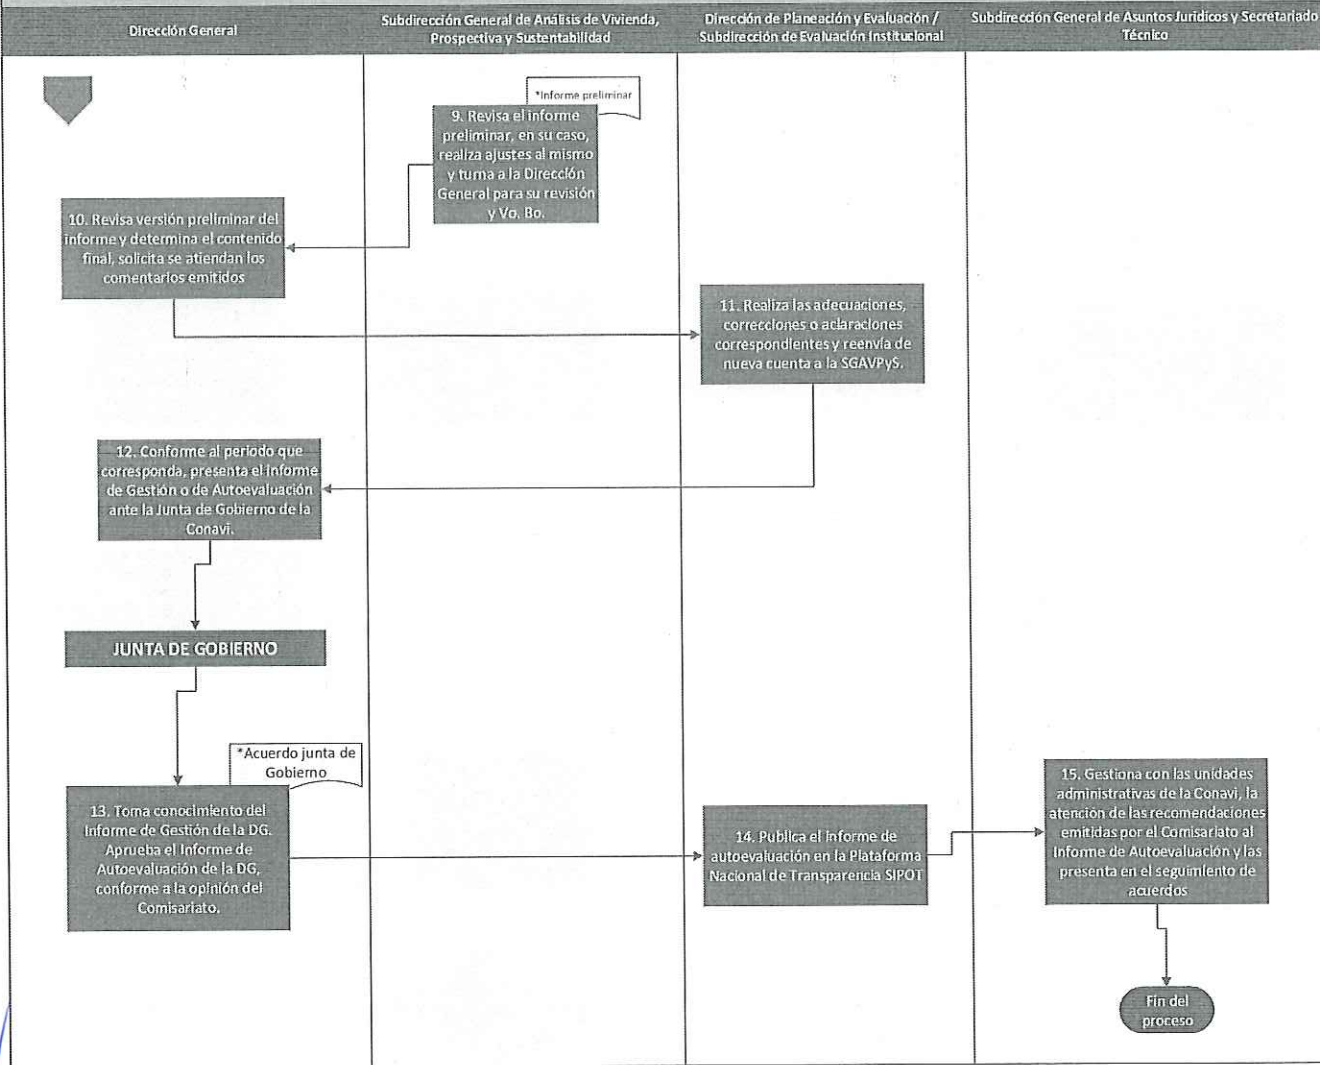 Dirección General
Subdirección General de Análisis de Vivienda,
Prospectiva y Sustentabilidad
Dirección de Planeación y Evaluación /
Subdirección de Evaluación Institucional
Subdirección General de Asuntos Jurídicos y Secretariado
Técnico
*Informe preliminar
9. Revisa el informe
preliminar, en su caso,
realiza ajustes al mismo
y turna a la Dirección
General para su revisión
y Vo. Bo.
10. Revisa versión preliminar del
informe y determina el contenido
final, solicita se atiendan los
comentarios emitidos
11. Realiza las adecuaciones,
correcciones o aclaraciones
correspondientes y reenvía de
nueva cuenta a la SGAVPyS.
12. Conforme al periodo que
corresponda, presenta el Informe
de Gestión o de Autoevaluación
ante la Junta de Gobierno de la
Conavi.
JUNTA DE GOBIERNO
*Acuerdo junta de
Gobierno
13. Toma conocimiento del
Informe de Gestión de la DG.
Aprueba el Informe de
Autoevaluación de la DG,
conforme a la opinión del
Comisariato.
14. Publica el informe de
autoevaluación en la Plataforma
Nacional de Transparencia SIPOT
15. Gestiona con las unidades
administrativas de la Conavi, la
atención de las recomendaciones
emitidas por el Comisariato al
Informe de Autoevaluación y las
presenta en el seguimiento de
acuerdos
Fin del
proceso